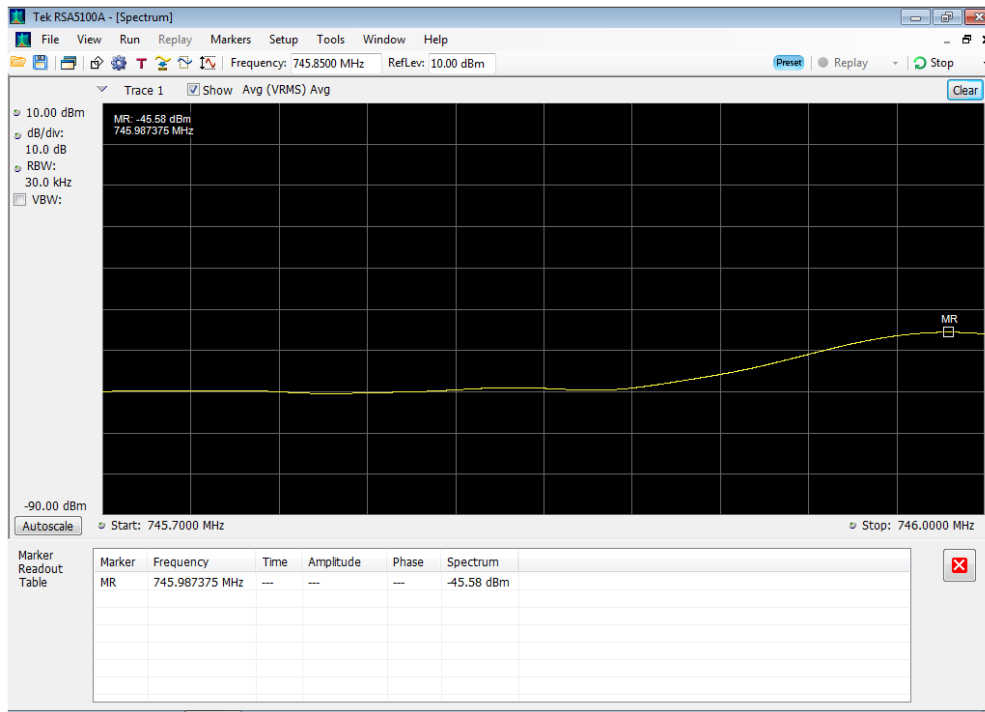 Tek RSA5100A - [Spectrum]
File View Run Replay Markers Setup Tools Window Help
T Frequency: 745.8500 MHz RefLev: 10.00 dBm Preset Replay Stop
Trace 1 Show Avg (VRMS) Avg Clear
10.00 dBm
dB/div:
10.0 dB
RBW:
30.0 kHz
VBW:
MR: -45.58 dBm
745.987375 MHz
MR
-90.00 dBm
Autoscale Start: 745.7000 MHz Stop: 746.0000 MHz
Marker
Readout
Table
Marker Frequency Time Amplitude Phase Spectrum
MR 745.987375 MHz --- --- --- -45.58 dBm